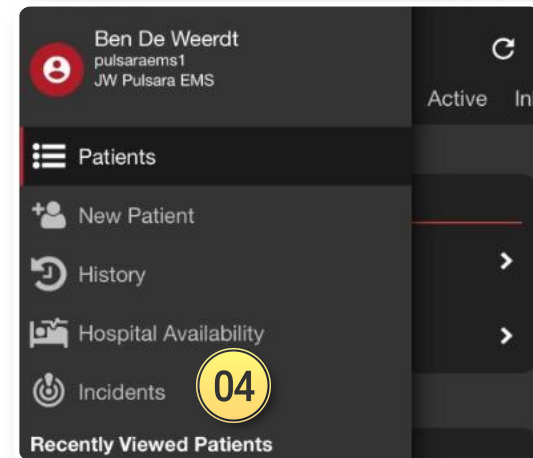 Ben De Weerdt
pulsaraems1
JW Pulsara EMS
Active
Patients
New Patient
History
Hospital Availability
Incidents
04
Recently Viewed Patients